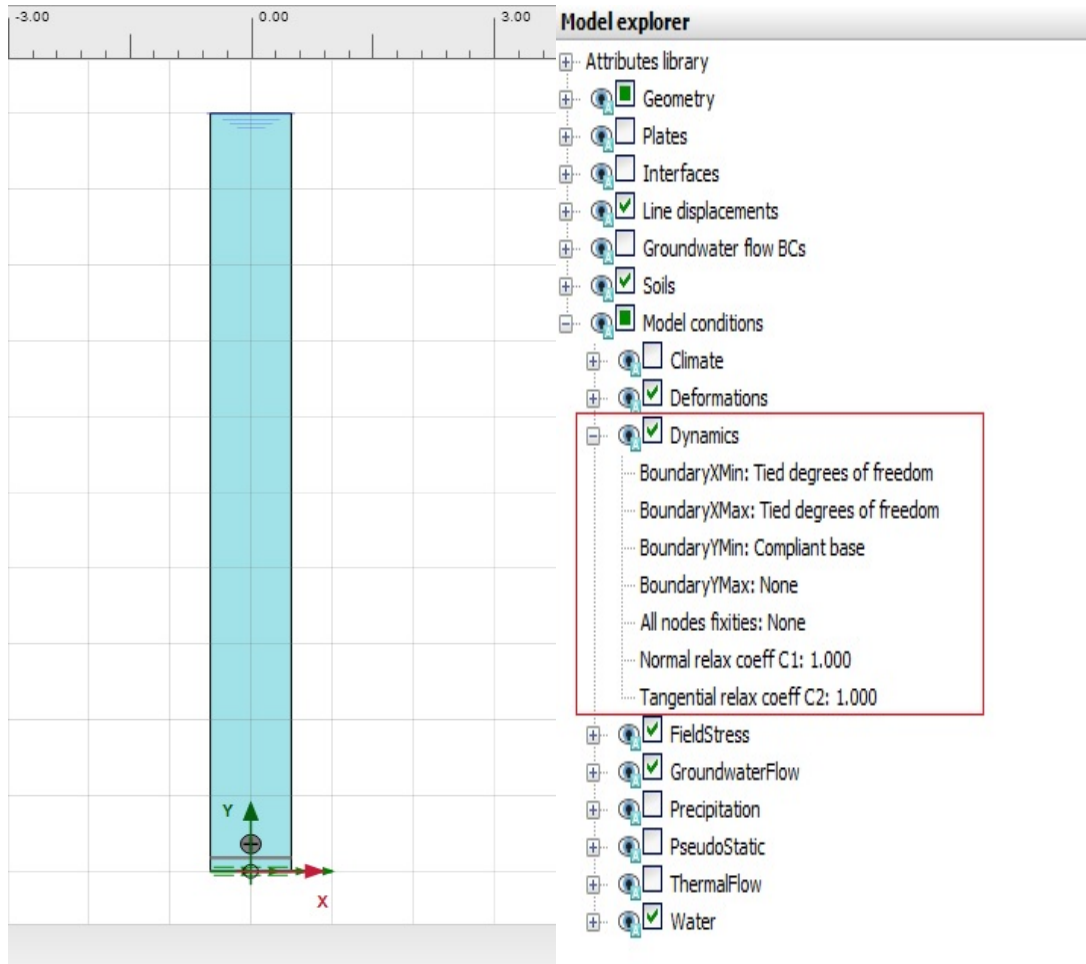 -3.00
0.00
3.00
Y
X
Model explorer
Attributes library
Geometry
Plates
Interfaces
Line displacements
Groundwater flow BCs
Soils
Model conditions
Climate
Deformations
Dynamics
BoundaryXMin: Tied degrees of freedom
BoundaryXMax: Tied degrees of freedom
BoundaryYMin: Compliant base
BoundaryYMax: None
All nodes fixities: None
Normal relax coeff C1: 1.000
Tangential relax coeff C2: 1.000
FieldStress
GroundwaterFlow
Precipitation
PseudoStatic
ThermalFlow
Water